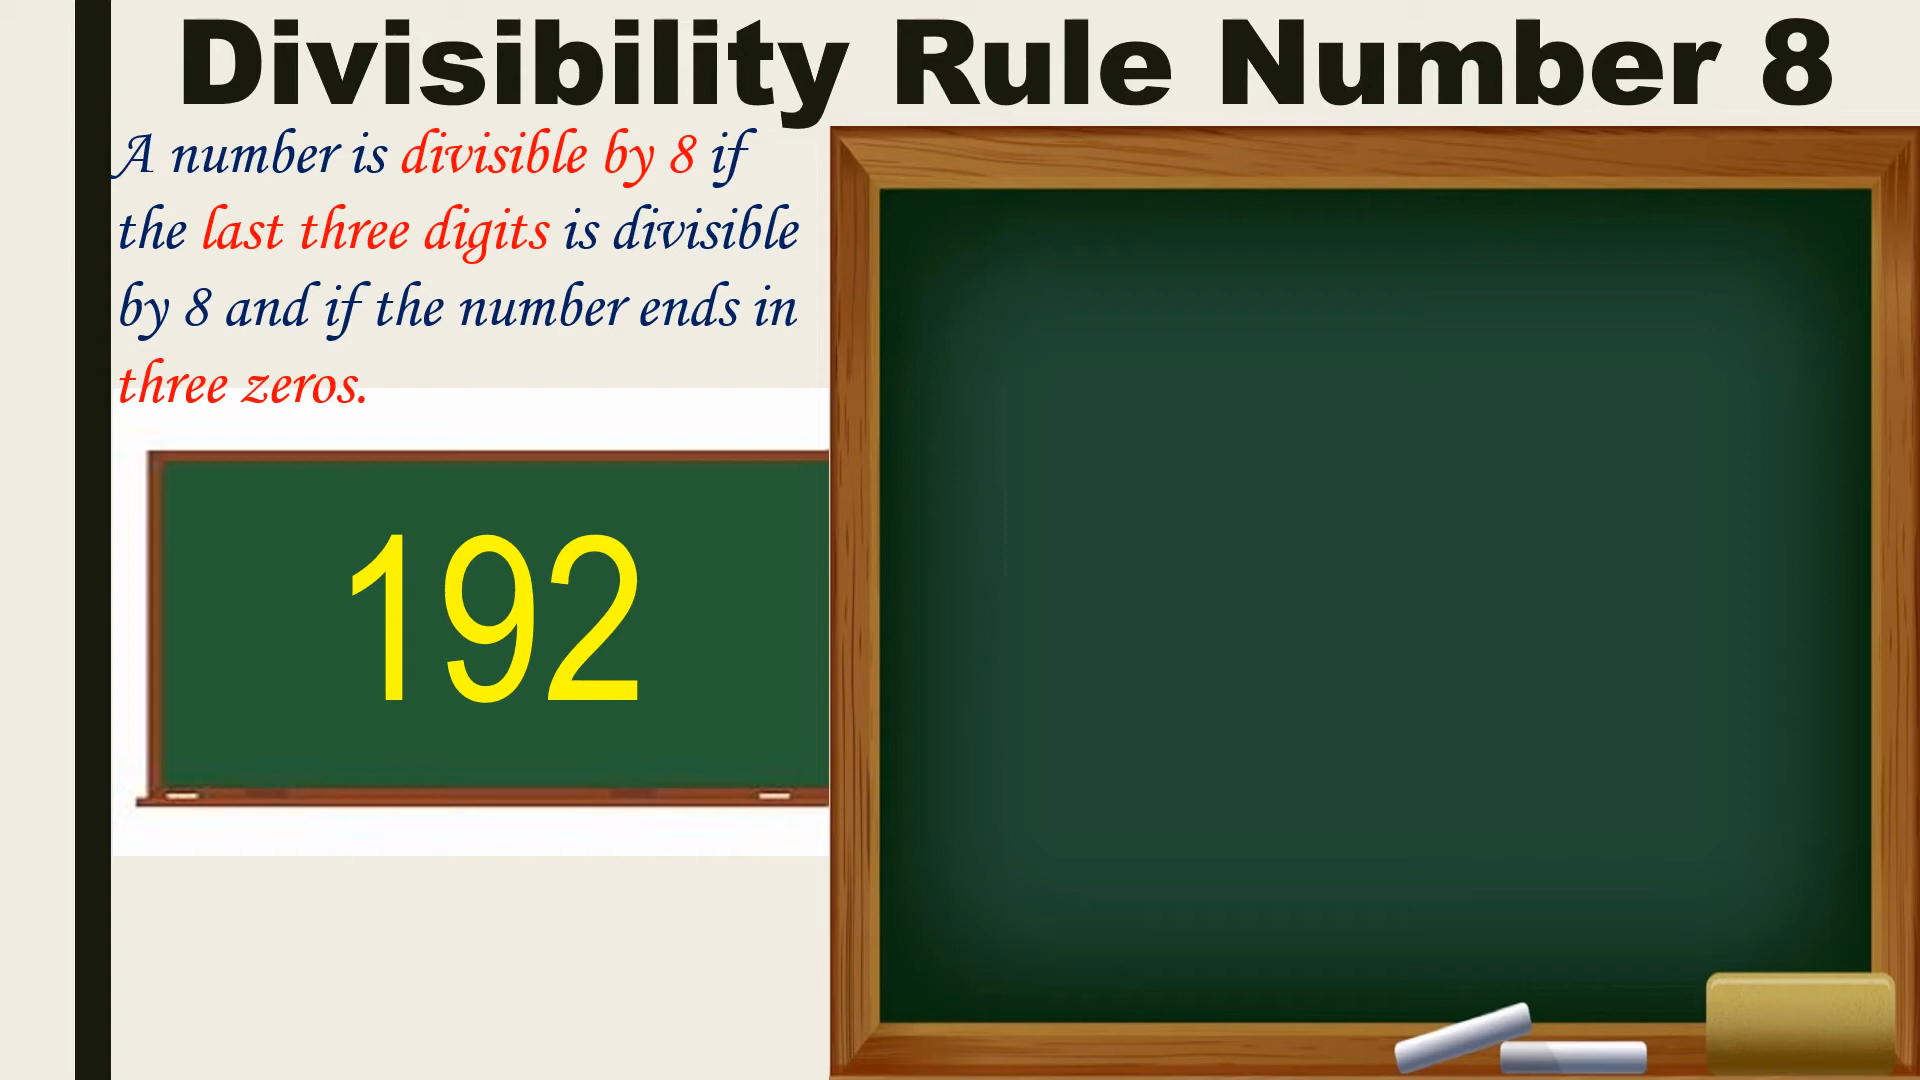 Divisibility Rule Number 8
A number is divisible by 8 if
the last three digits is divisible
by 8 and if the number ends in
three zeros.
192